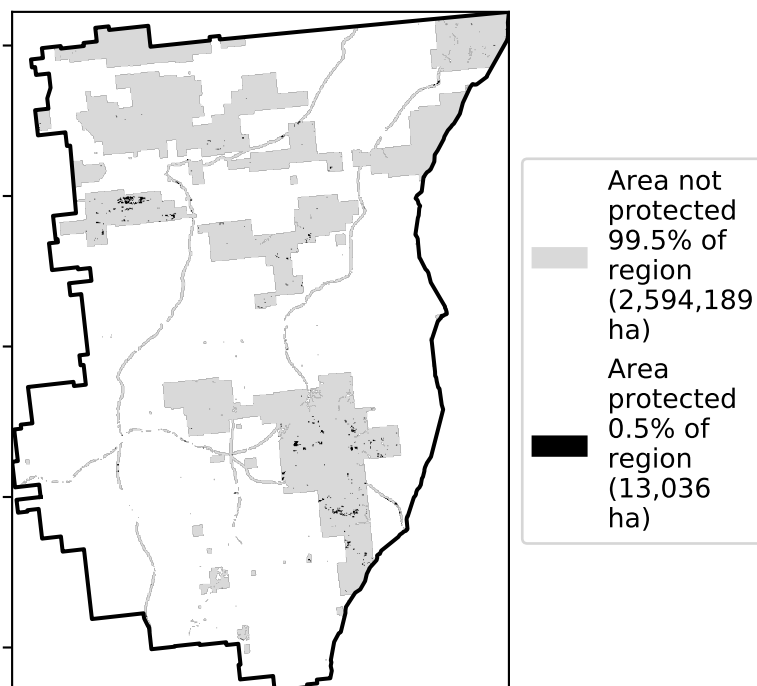 Area not
protected
99.5% of
region
(2,594,189
ha)
Area
protected
0.5% of
region
(13,036
ha)